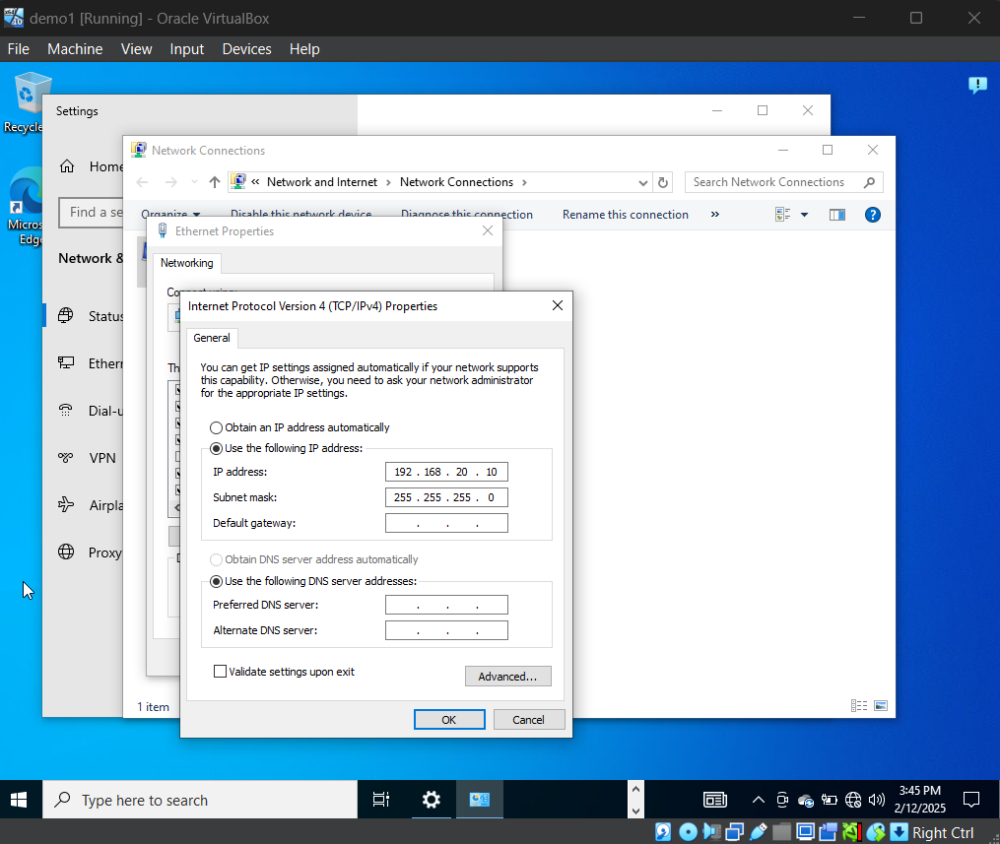 demo1 [Running] - Oracle VirtualBox
File Machine View Input Devices Help
Recycle
Micros
Edge
Settings
Home
Find a se
Network &
Status
Ethern
Dial-u
VPN
Airpla
Proxy
Network Connections
« Network and Internet › Network Connections ›
Search Network Connections
Organize Disable this network device Diagnose this connection Rename this connection »
Ethernet Properties
Networking
Connect using:
Th
Internet Protocol Version 4 (TCP/IPv4) Properties
General
You can get IP settings assigned automatically if your network supports
this capability. Otherwise, you need to ask your network administrator
for the appropriate IP settings.
Obtain an IP address automatically
Use the following IP address:
IP address: 192 . 168 . 20 . 10
Subnet mask: 255 . 255 . 255 . 0
Default gateway: . . .
Obtain DNS server address automatically
Use the following DNS server addresses:
Preferred DNS server: . . .
Alternate DNS server: . . .
Validate settings upon exit
Advanced...
OK Cancel
1 item
Type here to search
3:45 PM
2/12/2025
Right Ctrl